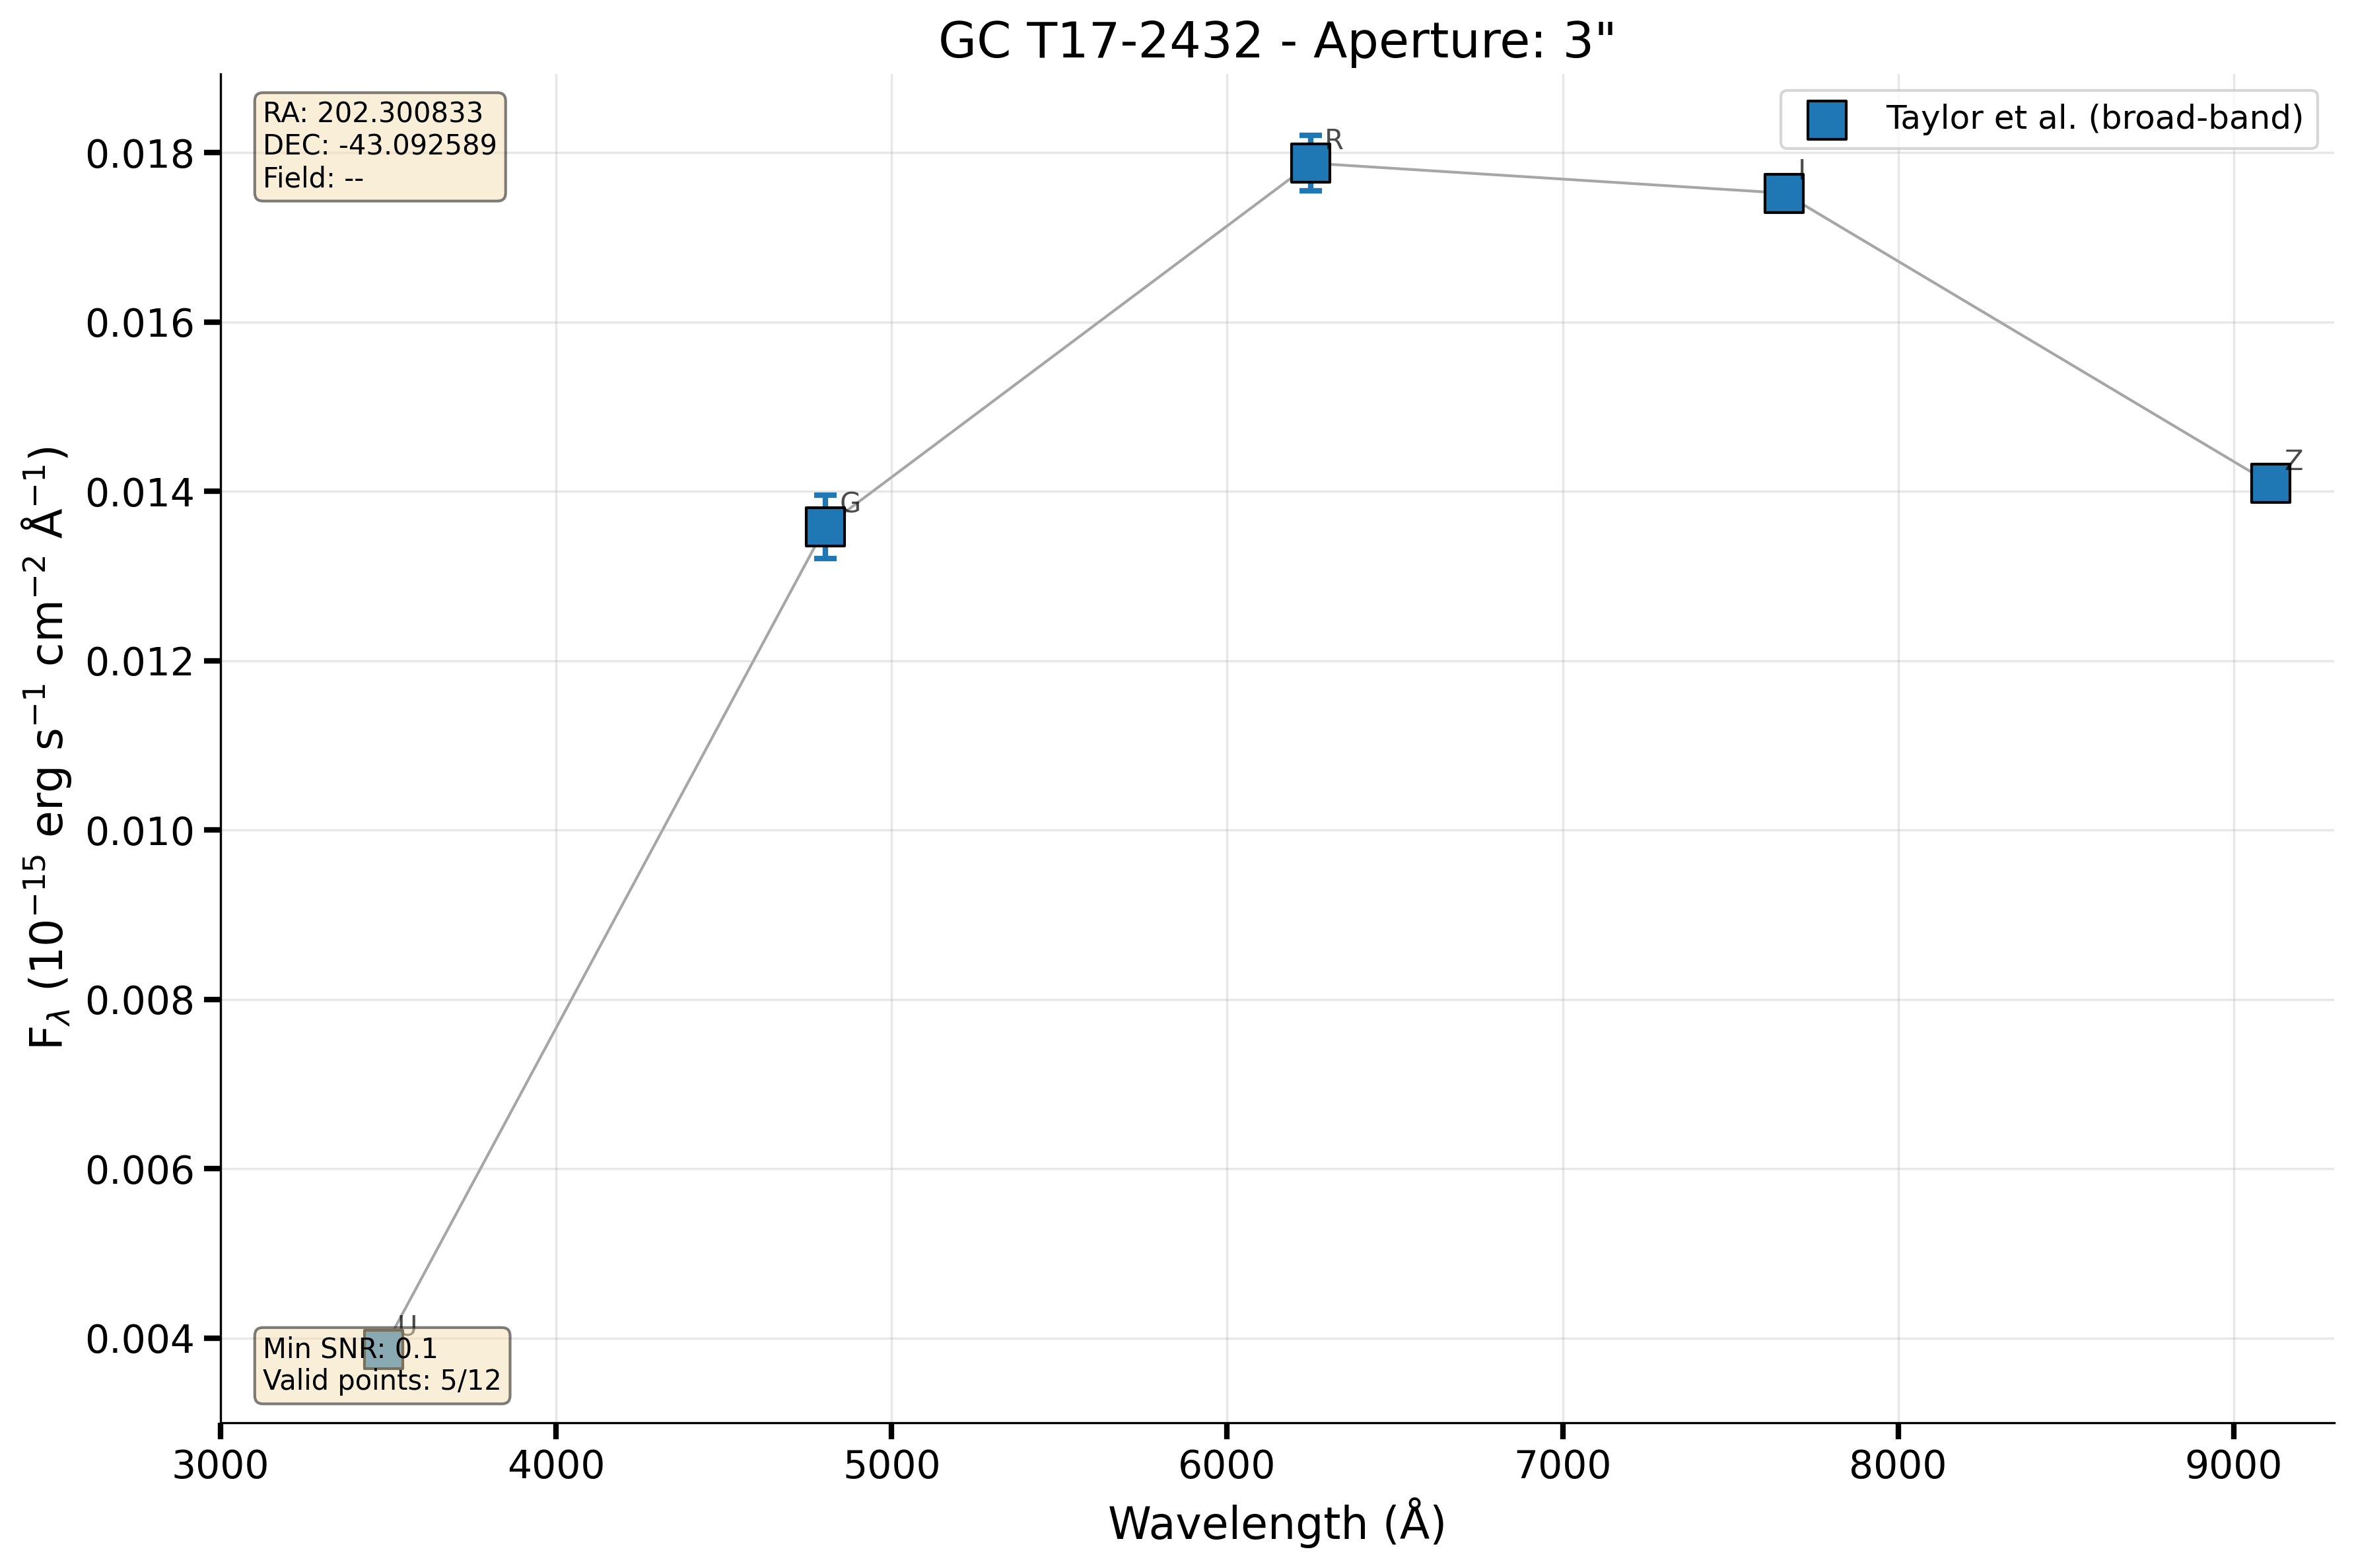 GC T17-2432 - Aperture: 3"
RA: 202.300833
DEC: -43.092589
Field: --
Taylor et al. (broad-band)
R
I
Z
G
U
Min SNR: 0.1
Valid points: 5/12
0.018
0.016
0.014
0.012
0.010
0.008
0.006
0.004
F_λ (10⁻¹⁵ erg s⁻¹ cm⁻² Å⁻¹)
3000 4000 5000 6000 7000 8000 9000
Wavelength (Å)